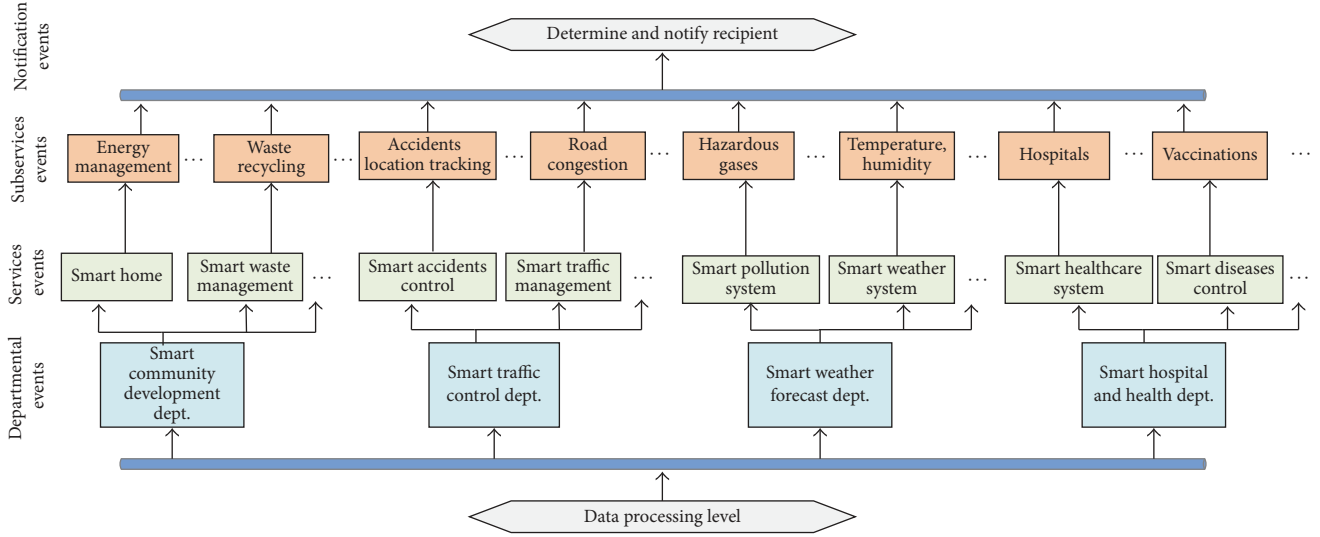 Notification
events
Determine and notify recipient
Subservices
events
Energy
management
...
Waste
recycling
...
Accidents
location tracking
...
Road
congestion
...
Hazardous
gases
...
Temperature,
humidity
...
Hospitals
...
Vaccinations
...
Services
events
Smart home
Smart waste
management
...
Smart accidents
control
Smart traffic
management
...
Smart pollution
system
Smart weather
system
...
Smart healthcare
system
Smart diseases
control
...
Departmental
events
Smart
community
development
dept.
Smart traffic
control dept.
Smart weather
forecast dept.
Smart hospital
and health dept.
Data processing level